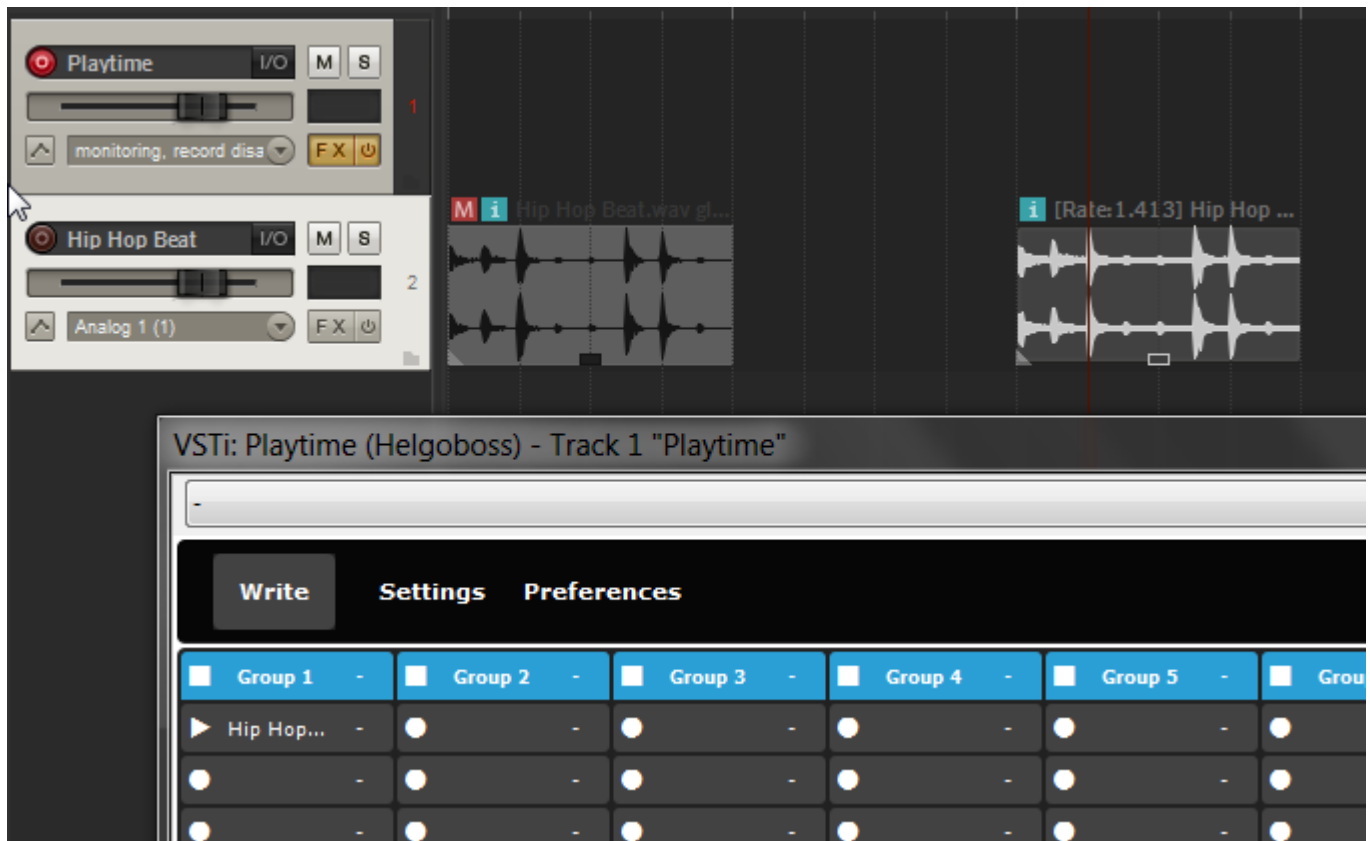 Playtime I/O M S
1
monitoring, record disa FX
M i Hip Hop Beat.wav gl...
i [Rate:1.413] Hip Hop ...
Hip Hop Beat I/O M S
2
Analog 1 (1) FX
VSTi: Playtime (Helgoboss) - Track 1 "Playtime"
-
Write Settings Preferences
Group 1 - Group 2 - Group 3 - Group 4 - Group 5 - Grou
Hip Hop... - - - - -
- - - - -
- - - - -